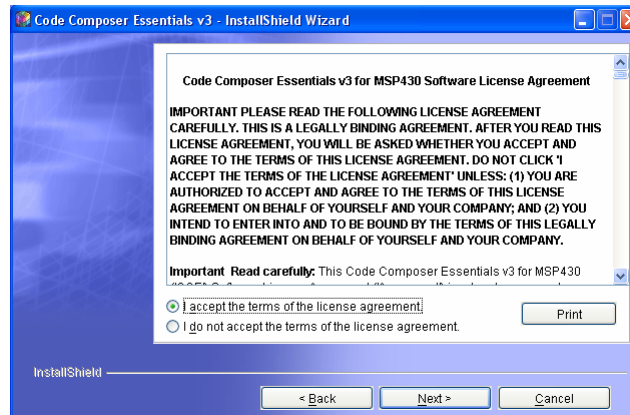 Code Composer Essentials v3 - InstallShield Wizard
Code Composer Essentials v3 for MSP430 Software License Agreement
IMPORTANT PLEASE READ THE FOLLOWING LICENSE AGREEMENT
CAREFULLY. THIS IS A LEGALLY BINDING AGREEMENT. AFTER YOU READ THIS
LICENSE AGREEMENT, YOU WILL BE ASKED WHETHER YOU ACCEPT AND
AGREE TO THE TERMS OF THIS LICENSE AGREEMENT. DO NOT CLICK 'I
ACCEPT THE TERMS OF THE LICENSE AGREEMENT' UNLESS: (1) YOU ARE
AUTHORIZED TO ACCEPT AND AGREE TO THE TERMS OF THIS LICENSE
AGREEMENT ON BEHALF OF YOURSELF AND YOUR COMPANY; AND (2) YOU
INTEND TO ENTER INTO AND TO BE BOUND BY THE TERMS OF THIS LEGALLY
BINDING AGREEMENT ON BEHALF OF YOURSELF AND YOUR COMPANY.
Important Read carefully: This Code Composer Essentials v3 for MSP430
I accept the terms of the license agreement.
I do not accept the terms of the license agreement.
Print
InstallShield
< Back
Next >
Cancel